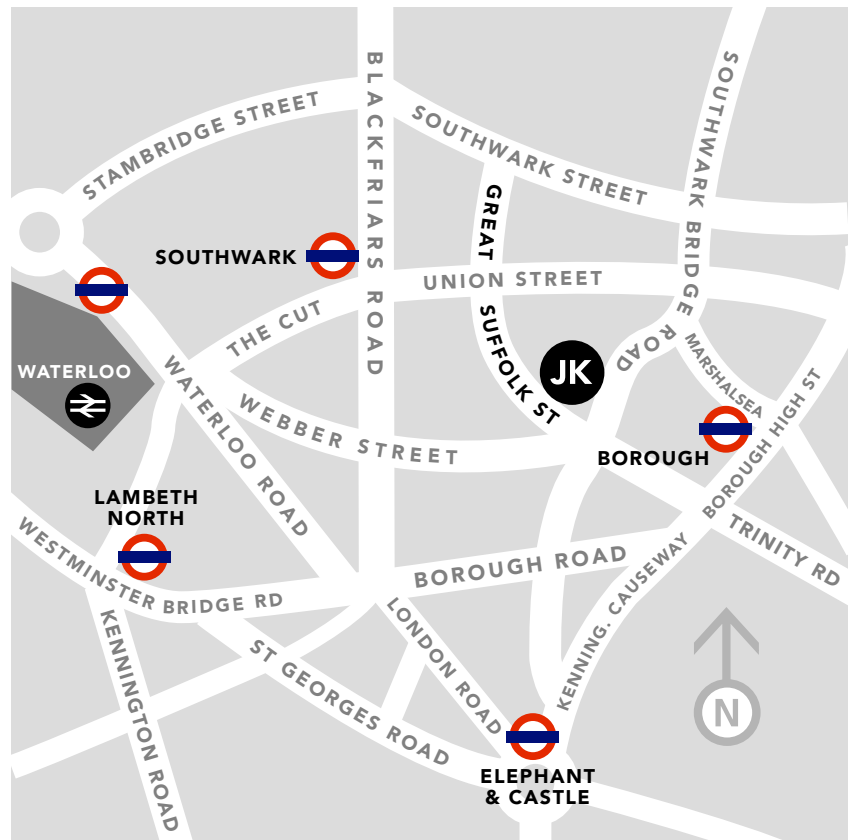 BLACKFRIARS ROAD
SOUTHWARK BRIDGE
ROAD
STAMBRIDGE STREET
SOUTHWARK STREET
GREAT
SUFFOLK ST
SOUTHWARK
UNION STREET
THE CUT
WATERLOO
JK
MARSHALSEA
WATERLOO ROAD
WEBBER STREET
BOROUGH
BOROUGH HIGH ST
LAMBETH
NORTH
WESTMINSTER BRIDGE RD
BOROUGH ROAD
TRINITY RD
KENNING. CAUSEWAY
KENNINGTON ROAD
ST GEORGES ROAD
LONDON ROAD
N
ELEPHANT
& CASTLE